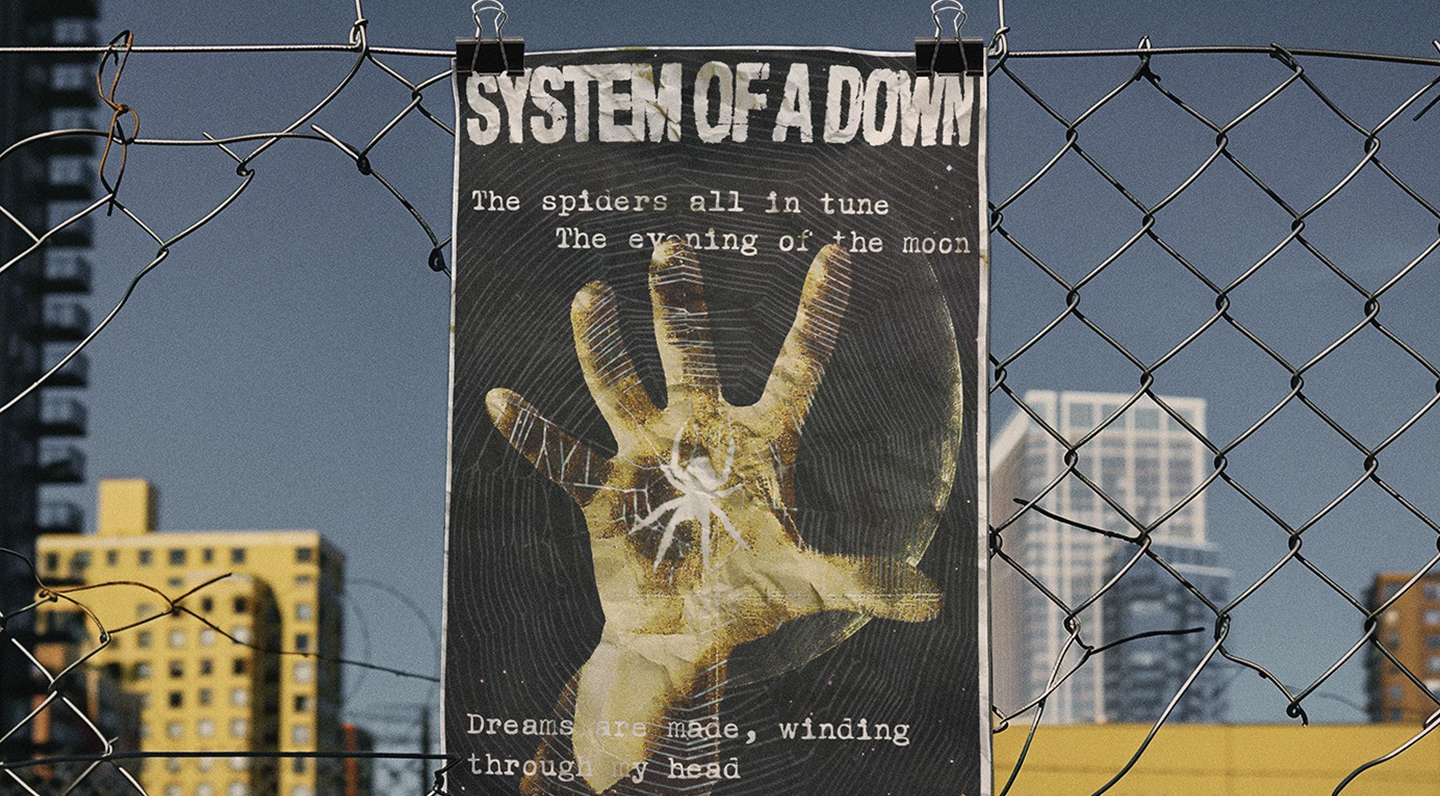 SYSTEM OF A DOWN
The spiders all in tune
The evening of the moon
Dreams are made, winding
through my head